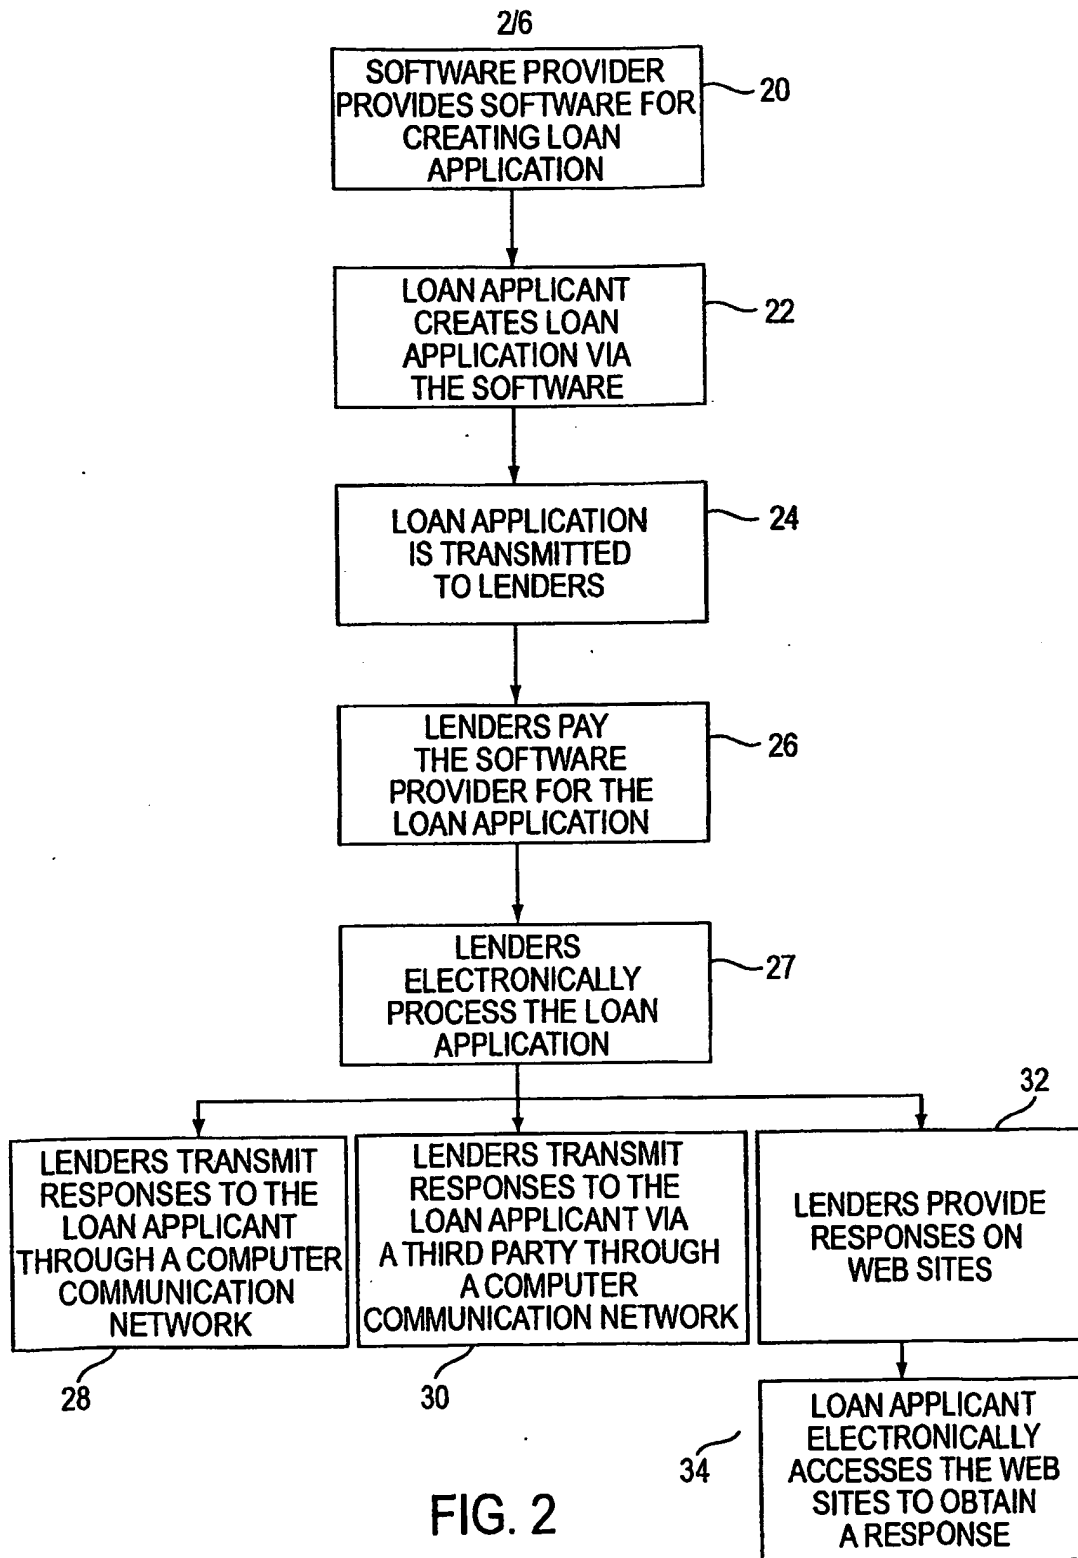 2/6
SOFTWARE PROVIDER
PROVIDES SOFTWARE FOR
CREATING LOAN
APPLICATION
20
LOAN APPLICANT
CREATES LOAN
APPLICATION VIA
THE SOFTWARE
22
LOAN APPLICATION
IS TRANSMITTED
TO LENDERS
24
LENDERS PAY
THE SOFTWARE
PROVIDER FOR THE
LOAN APPLICATION
26
LENDERS
ELECTRONICALLY
PROCESS THE LOAN
APPLICATION
27
LENDERS TRANSMIT
RESPONSES TO THE
LOAN APPLICANT
THROUGH A COMPUTER
COMMUNICATION
NETWORK
28
LENDERS TRANSMIT
RESPONSES TO THE
LOAN APPLICANT VIA
A THIRD PARTY THROUGH
A COMPUTER
COMMUNICATION NETWORK
30
32
LENDERS PROVIDE
RESPONSES ON
WEB SITES
34
LOAN APPLICANT
ELECTRONICALLY
ACCESSES THE WEB
SITES TO OBTAIN
A RESPONSE
FIG. 2